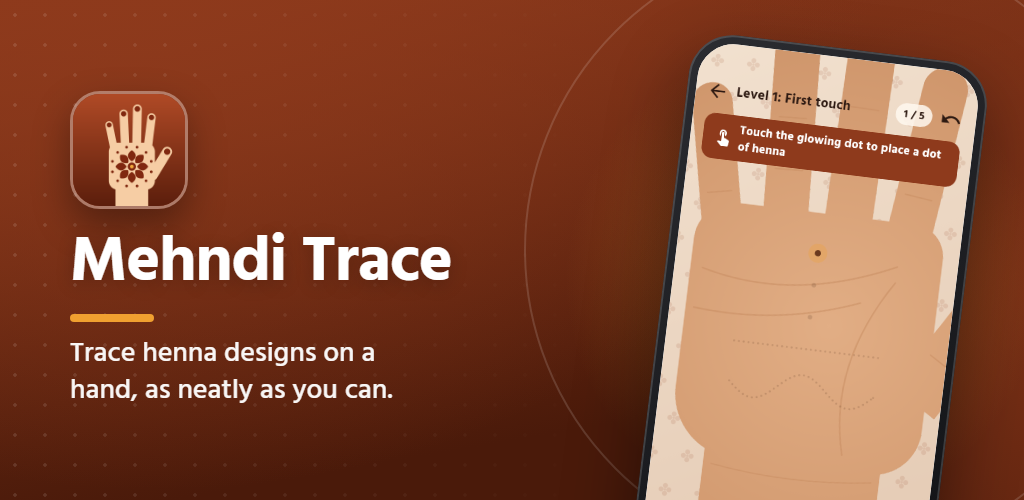 Mehndi Trace
Trace henna designs on a
hand, as neatly as you can.
Level 1: First touch
1 / 5
Touch the glowing dot to place a dot
of henna